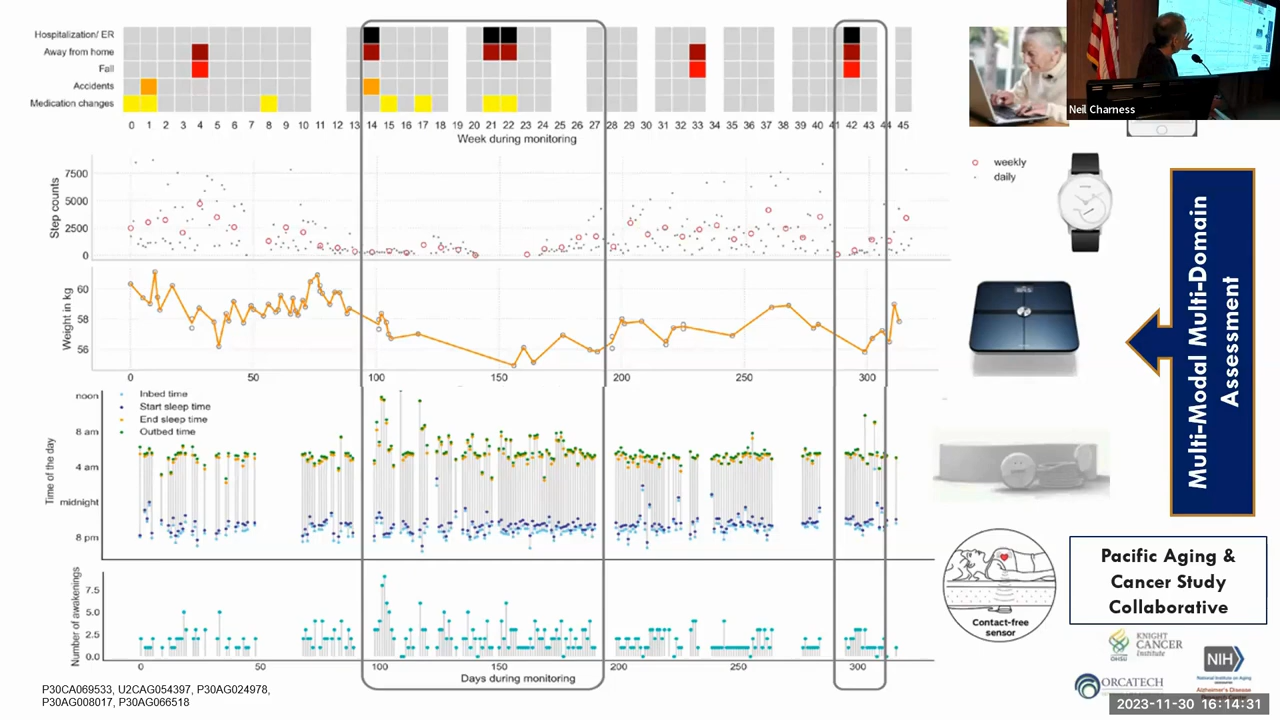 Hospitalization/ ER
Away from home
Fall
Accidents
Medication changes
0 1 2 3 4 5 6 7 8 9 10 11 12 13 14 15 16 17 18 19 20 21 22 23 24 25 26 27 28 29 30 31 32 33 34 35 36 37 38 39 40 41 42 43 44 45
Week during monitoring
Neil Charness
Step counts
7500
5000
2500
0
weekly
daily
Weight in kg
60
58
56
0 50 100 150 200 250 300
Multi-Modal Multi-Domain
Assessment
Time of the day
noon
8 am
4 am
midnight
8 pm
Inbed time
Start sleep time
End sleep time
Outbed time
Number of awakenings
7.5
5.0
2.5
0.0
0 50 100 150 200 250 300
Days during monitoring
Contact-free
sensor
Pacific Aging &
Cancer Study
Collaborative
OHSU
KNIGHT
CANCER
Institute
NIH
National Institute on Aging
Alzheimer's Disease
ORCATECH
P30CA069533, U2CAG054397, P30AG024978,
P30AG008017, P30AG066518
2023-11-30 16:14:31